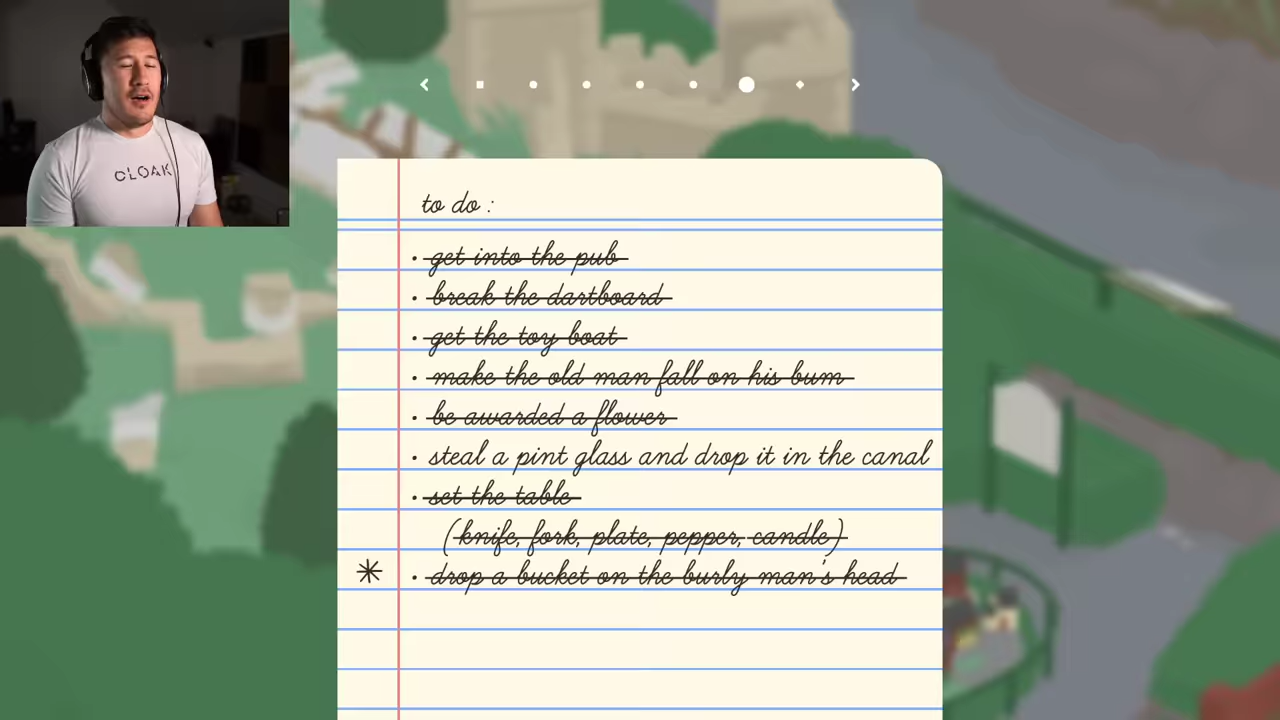 CLOAK
to do :
• get into the pub
• break the dartboard
• get the toy boat
• make the old man fall on his bum
• be awarded a flower
• steal a pint glass and drop it in the canal
• set the table
(knife, fork, plate, pepper, candle)
• drop a bucket on the burly man's head